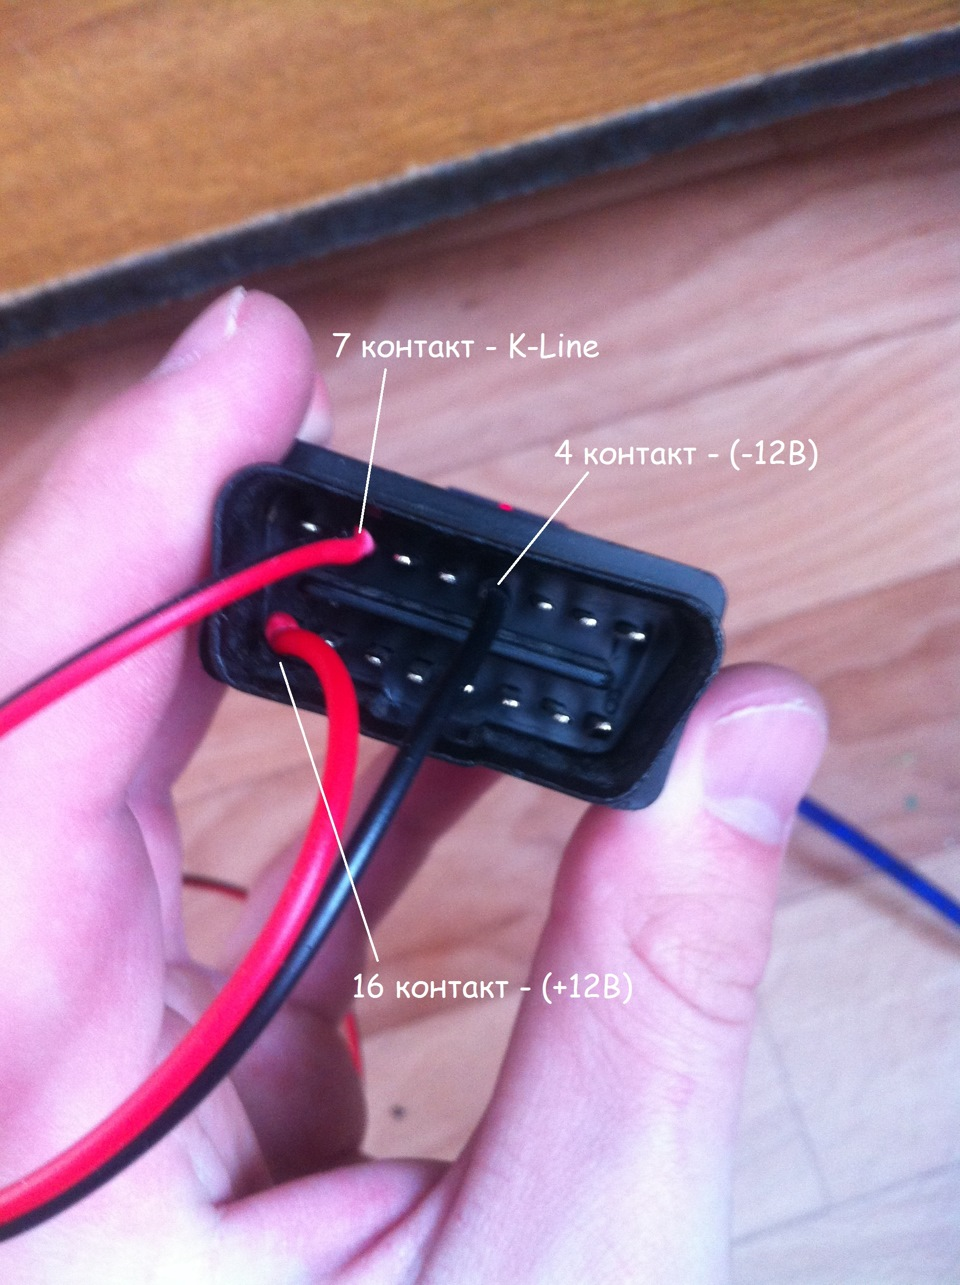 7 контакт - K-Line
4 контакт - (-12В)
16 контакт - (+12В)